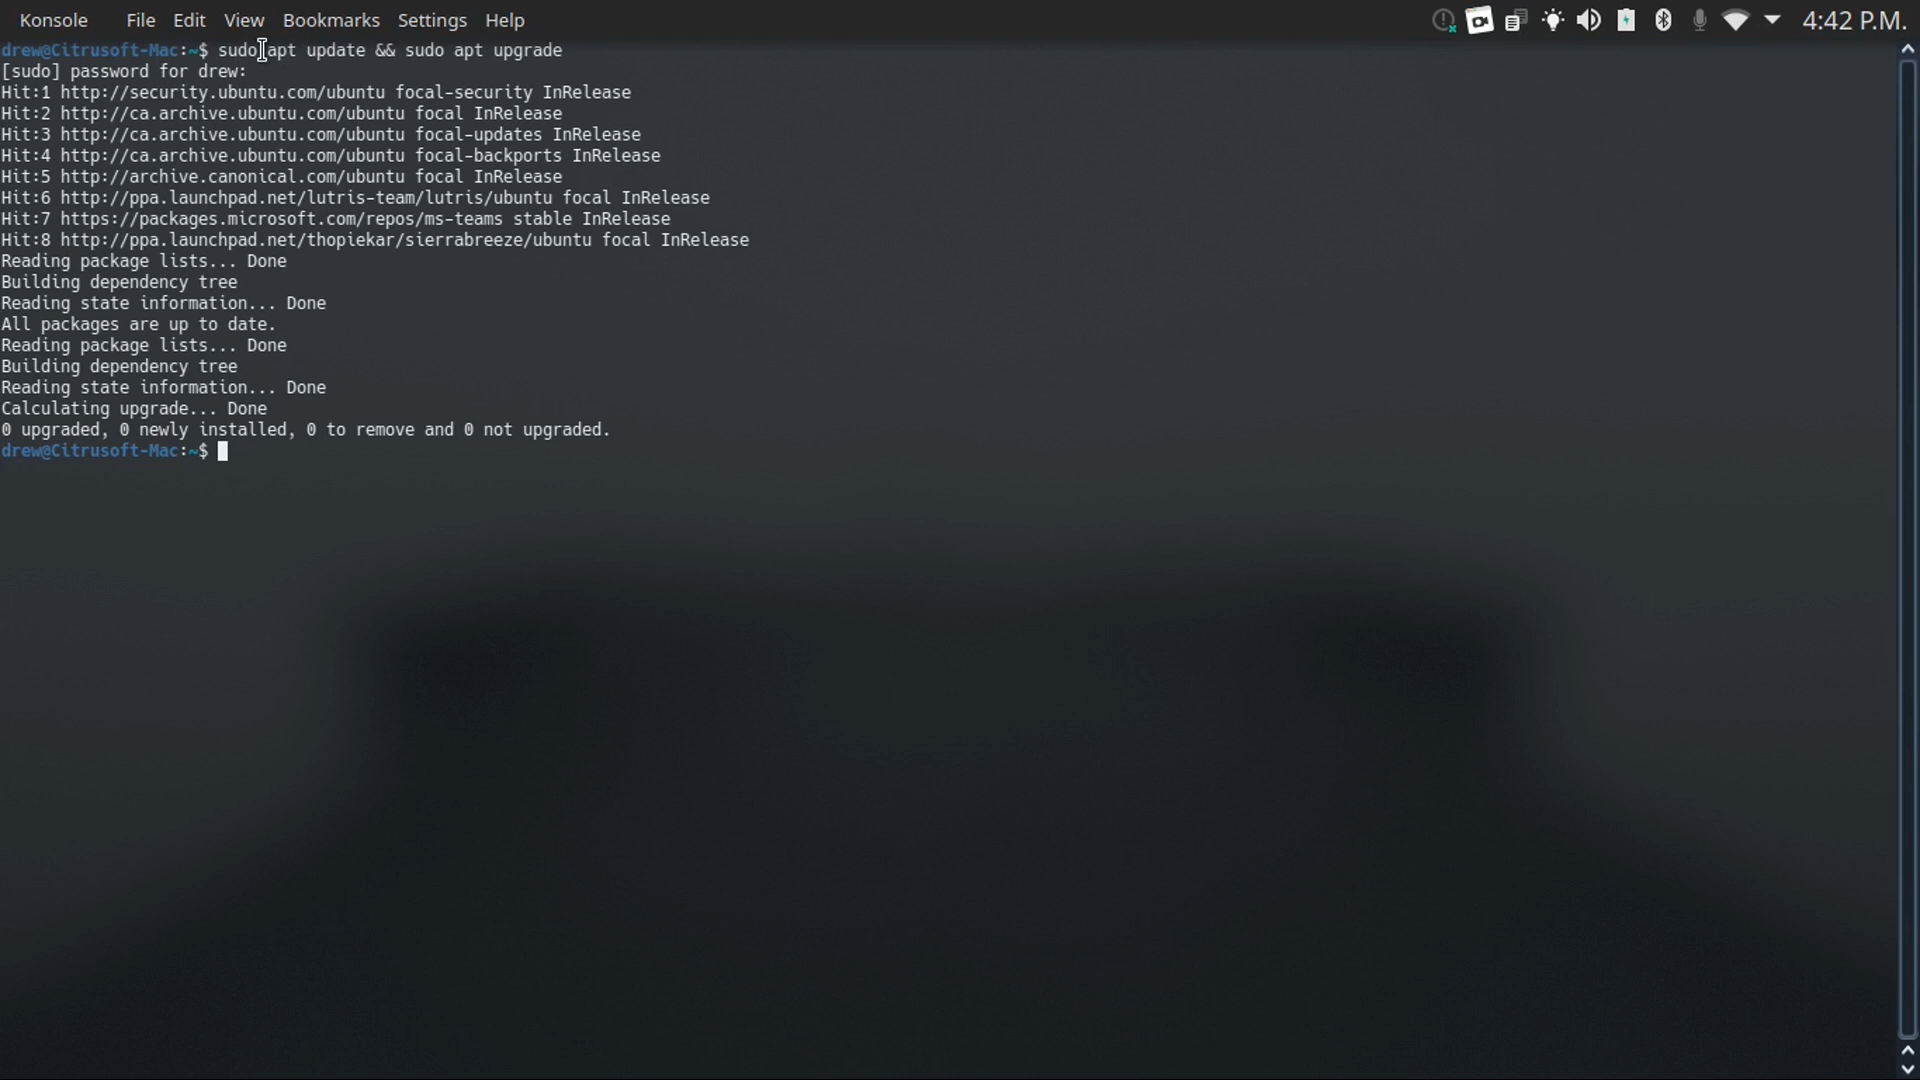 Konsole File Edit View Bookmarks Settings Help 4:42 P.M.
drew@Citrusoft-Mac:~$ sudo apt update && sudo apt upgrade
[sudo] password for drew:
Hit:1 http://security.ubuntu.com/ubuntu focal-security InRelease
Hit:2 http://ca.archive.ubuntu.com/ubuntu focal InRelease
Hit:3 http://ca.archive.ubuntu.com/ubuntu focal-updates InRelease
Hit:4 http://ca.archive.ubuntu.com/ubuntu focal-backports InRelease
Hit:5 http://archive.canonical.com/ubuntu focal InRelease
Hit:6 http://ppa.launchpad.net/lutris-team/lutris/ubuntu focal InRelease
Hit:7 https://packages.microsoft.com/repos/ms-teams stable InRelease
Hit:8 http://ppa.launchpad.net/thopiekar/sierrabreeze/ubuntu focal InRelease
Reading package lists... Done
Building dependency tree
Reading state information... Done
All packages are up to date.
Reading package lists... Done
Building dependency tree
Reading state information... Done
Calculating upgrade... Done
0 upgraded, 0 newly installed, 0 to remove and 0 not upgraded.
drew@Citrusoft-Mac:~$